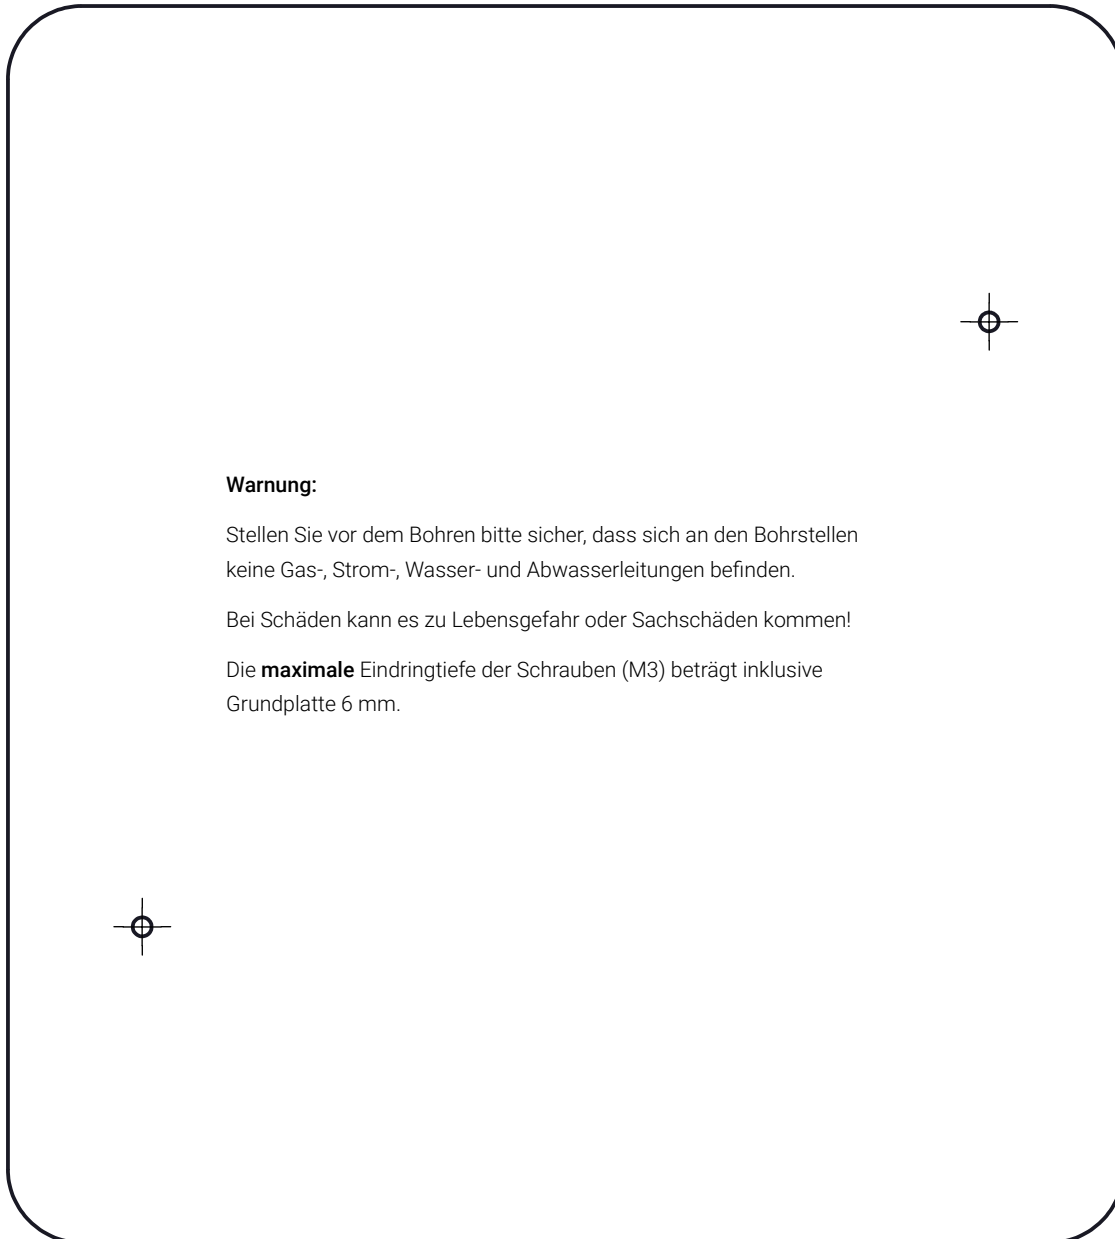 Warnung:
Stellen Sie vor dem Bohren bitte sicher, dass sich an den Bohrstellen
keine Gas-, Strom-, Wasser- und Abwasserleitungen befinden.
Bei Schäden kann es zu Lebensgefahr oder Sachschäden kommen!
Die maximale Eindringtiefe der Schrauben (M3) beträgt inklusive
Grundplatte 6 mm.